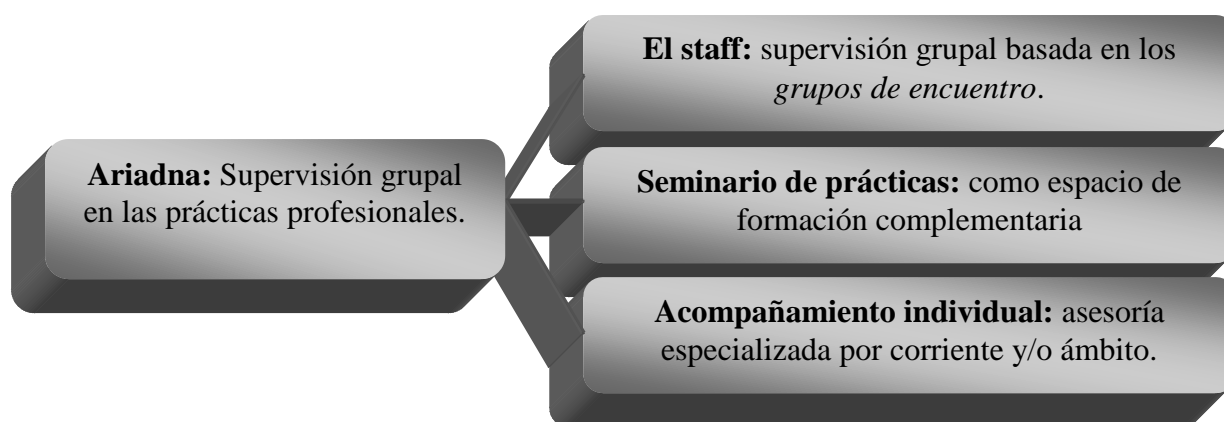 Ariadna: Supervisión grupal
en las prácticas profesionales.
El staff: supervisión grupal basada en los
grupos de encuentro.
Seminario de prácticas: como espacio de
formación complementaria
Acompañamiento individual: asesoría
especializada por corriente y/o ámbito.